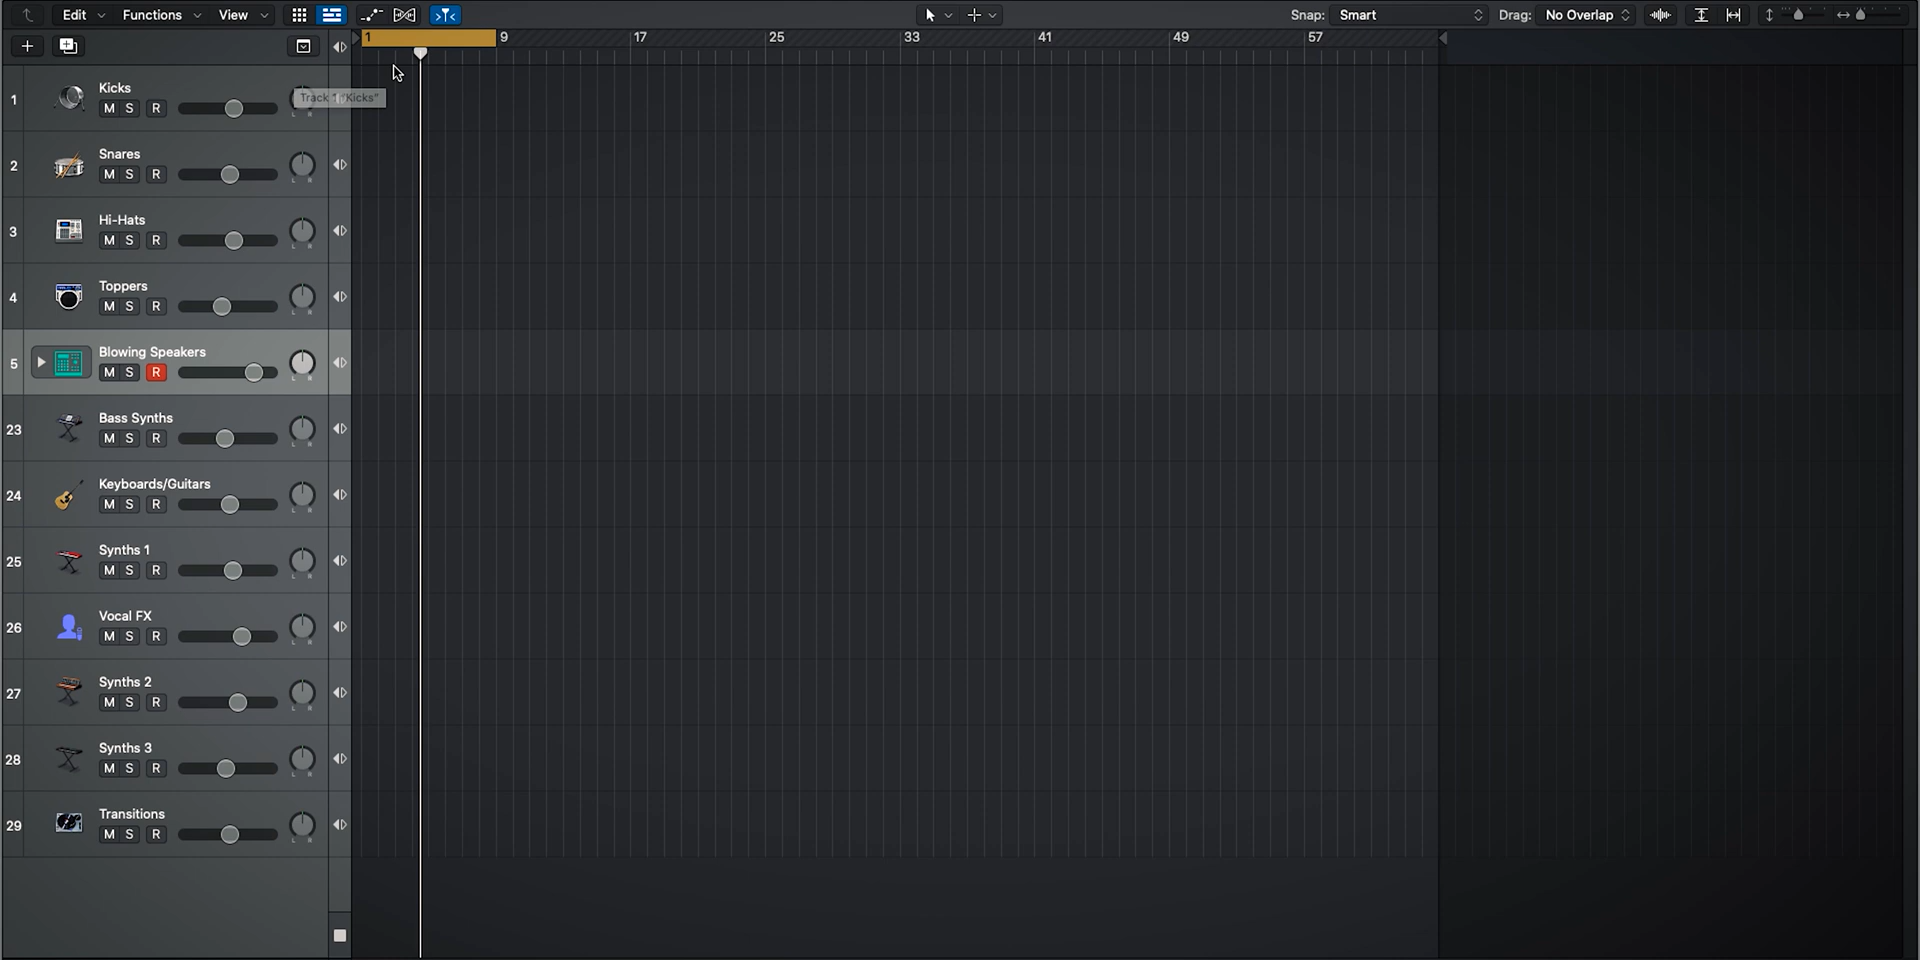 Edit Functions View Snap: Smart Drag: No Overlap
1 9 17 25 33 41 49 57
Kicks
1 M S R Track 1 "Kicks"
Snares
2 M S R L R
Hi-Hats
3 M S R L R
Toppers
4 M S R L R
Blowing Speakers
5 M S R L R
Bass Synths
23 M S R L R
Keyboards/Guitars
24 M S R L R
Synths 1
25 M S R L R
Vocal FX
26 M S R L R
Synths 2
27 M S R L R
Synths 3
28 M S R L R
Transitions
29 M S R L R